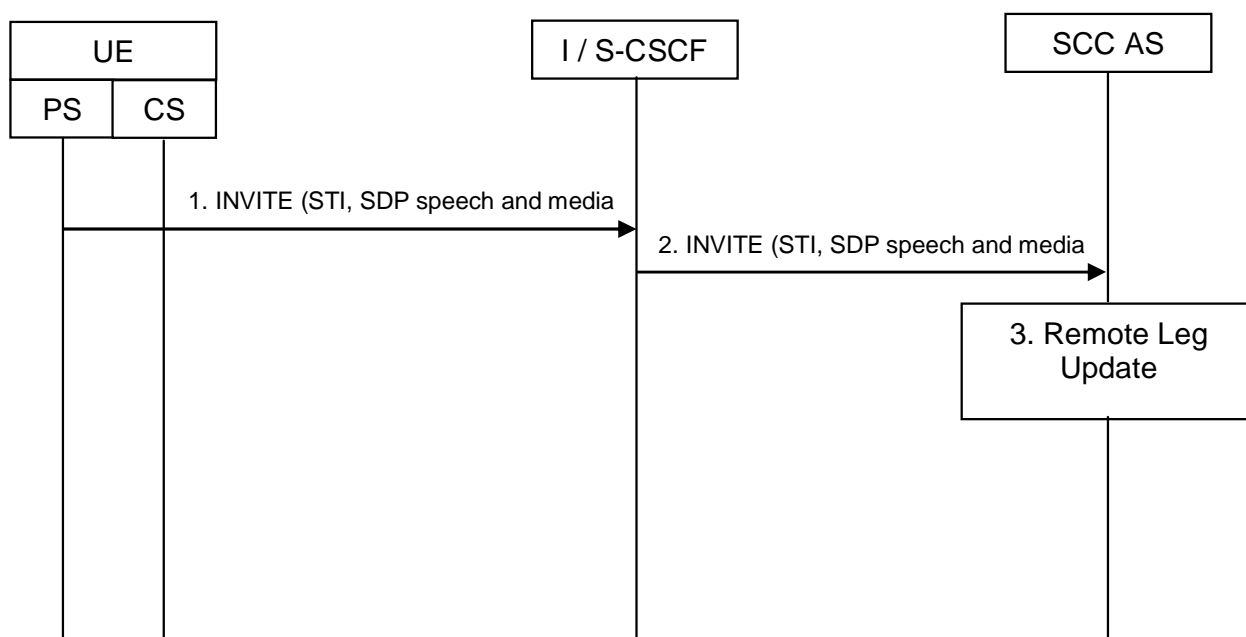 UE
I / S-CSCF
SCC AS
PS
CS
1. INVITE (STI, SDP speech and media
2. INVITE (STI, SDP speech and media
3. Remote Leg
Update